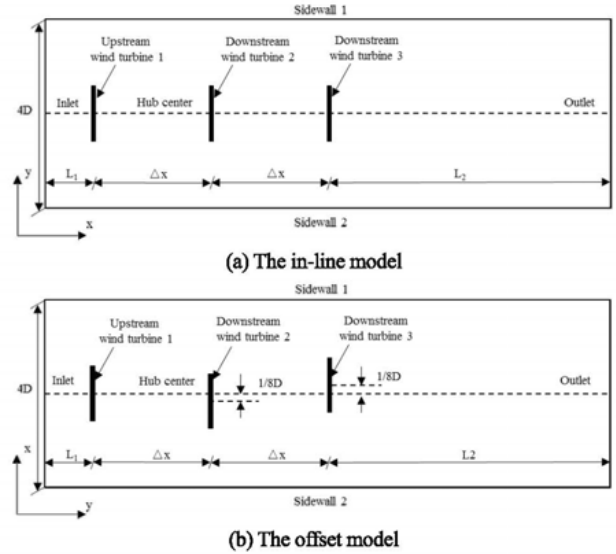 Sidewall 1
Upstream
wind turbine 1
Downstream
wind turbine 2
Downstream
wind turbine 3
4D
Inlet
Hub center
Outlet
y
L1
△x
△x
L2
x
Sidewall 2
(a) The in-line model
Sidewall 1
Upstream
wind turbine 1
Downstream
wind turbine 2
Downstream
wind turbine 3
4D
Inlet
Hub center
1/8D
1/8D
Outlet
x
L1
△x
△x
L2
y
Sidewall 2
(b) The offset model